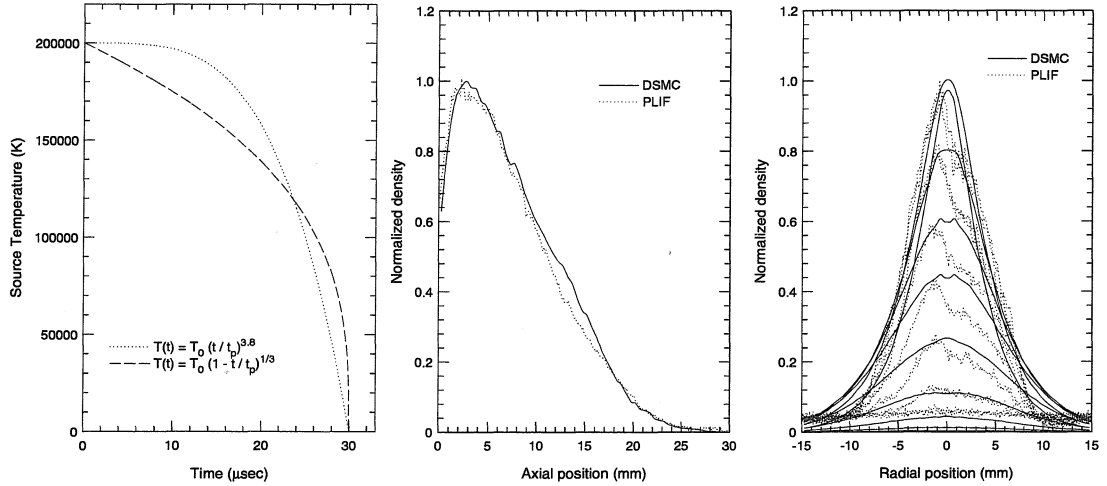 Source Temperature (K)
200000
150000
100000
50000
0
T(t) = T₀ (t / tₚ)^3.8
T(t) = T₀ (1 - t / tₚ)^1/3
0 10 20 30
Time (μsec)
Normalized density
1.2
1.0
0.8
0.6
0.4
0.2
0
DSMC
PLIF
0 5 10 15 20 25 30
Axial position (mm)
Normalized density
1.2
1.0
0.8
0.6
0.4
0.2
0.0
DSMC
PLIF
-15 -10 -5 0 5 10 15
Radial position (mm)